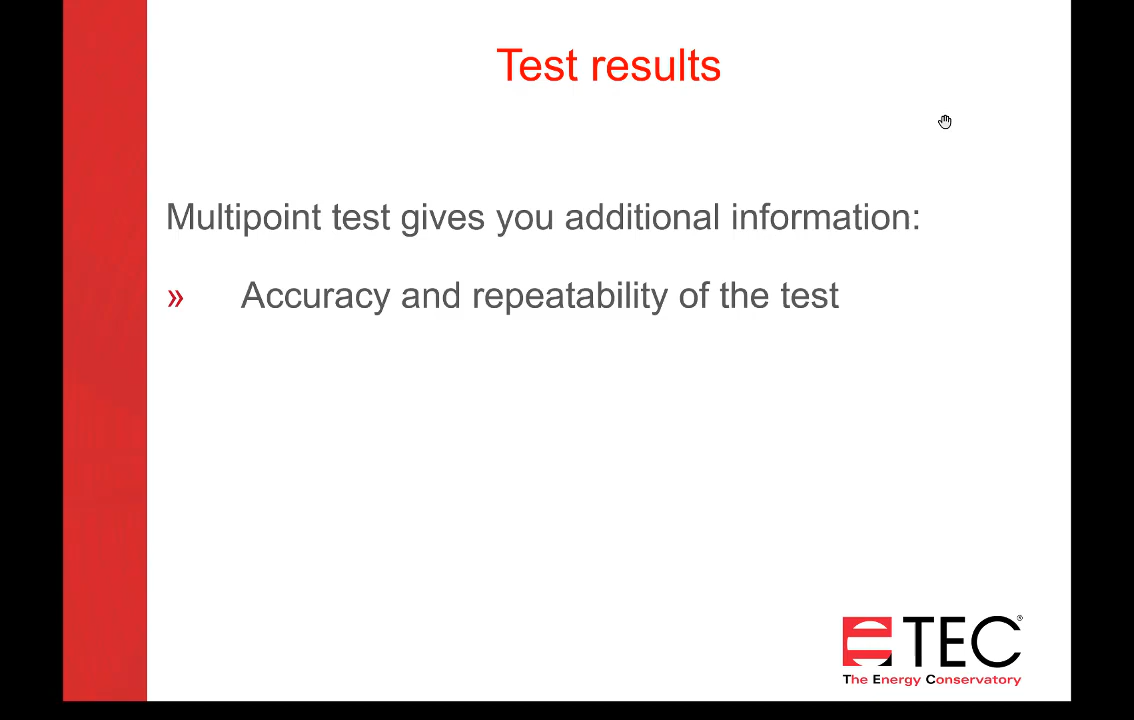 Test results
Multipoint test gives you additional information:
» Accuracy and repeatability of the test
TEC®
The Energy Conservatory